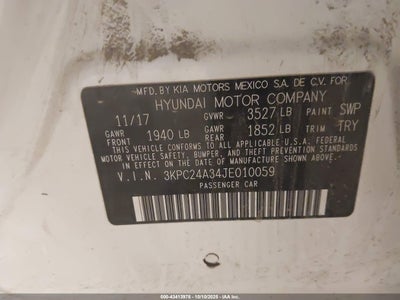 MFD.BY KIA MOTORS MEXICO S.A. DE C.V. FOR
HYUNDAI MOTOR COMPANY
11/17 GVWR 3527 LB PAINT SWP
GAWR FRONT 1940 LB GAWR REAR 1852 LB TRIM TRY
THIS VEHICLE CONFORMS TO ALL APPLICABLE U.S.A. FEDERAL
MOTOR VEHICLE SAFETY, BUMPER, AND THEFT PREVENTION STANDARDS
IN EFFECT ON THE DATE OF MANUFACTURE SHOWN ABOVE.
V.I.N. 3KPC24A34JE010059
PASSENGER CAR
000-43413978 - 10/10/2025 - IAAI.COM